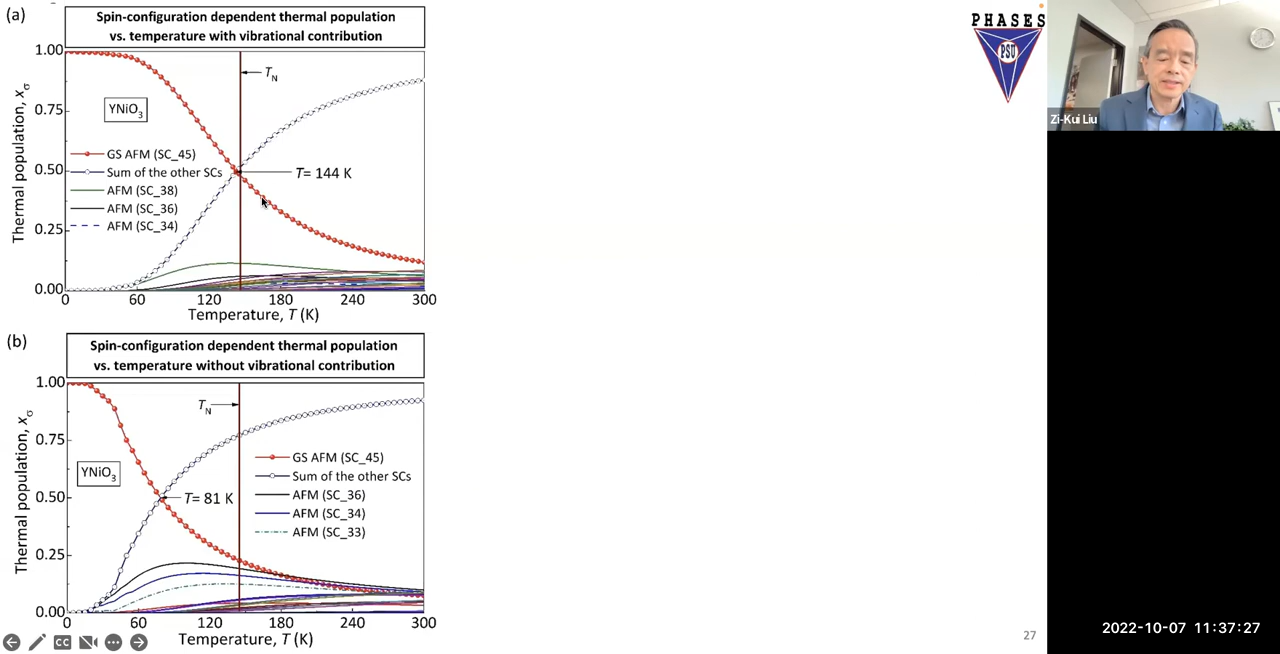 (a)
Spin-configuration dependent thermal population
vs. temperature with vibrational contribution
1.00
0.75
0.50
0.25
0.00
Thermal population, xσ
TN
YNiO3
GS AFM (SC_45)
Sum of the other SCs
AFM (SC_38)
AFM (SC_36)
AFM (SC_34)
T= 144 K
0 60 120 180 240 300
Temperature, T (K)
(b)
Spin-configuration dependent thermal population
vs. temperature without vibrational contribution
1.00
0.75
0.50
0.25
0.00
Thermal population, xσ
TN
YNiO3
T= 81 K
GS AFM (SC_45)
Sum of the other SCs
AFM (SC_36)
AFM (SC_34)
AFM (SC_33)
0 60 120 180 240 300
Temperature, T (K)
CC
PHASES
PSU
Zi-Kui Liu
27
2022-10-07 11:37:27